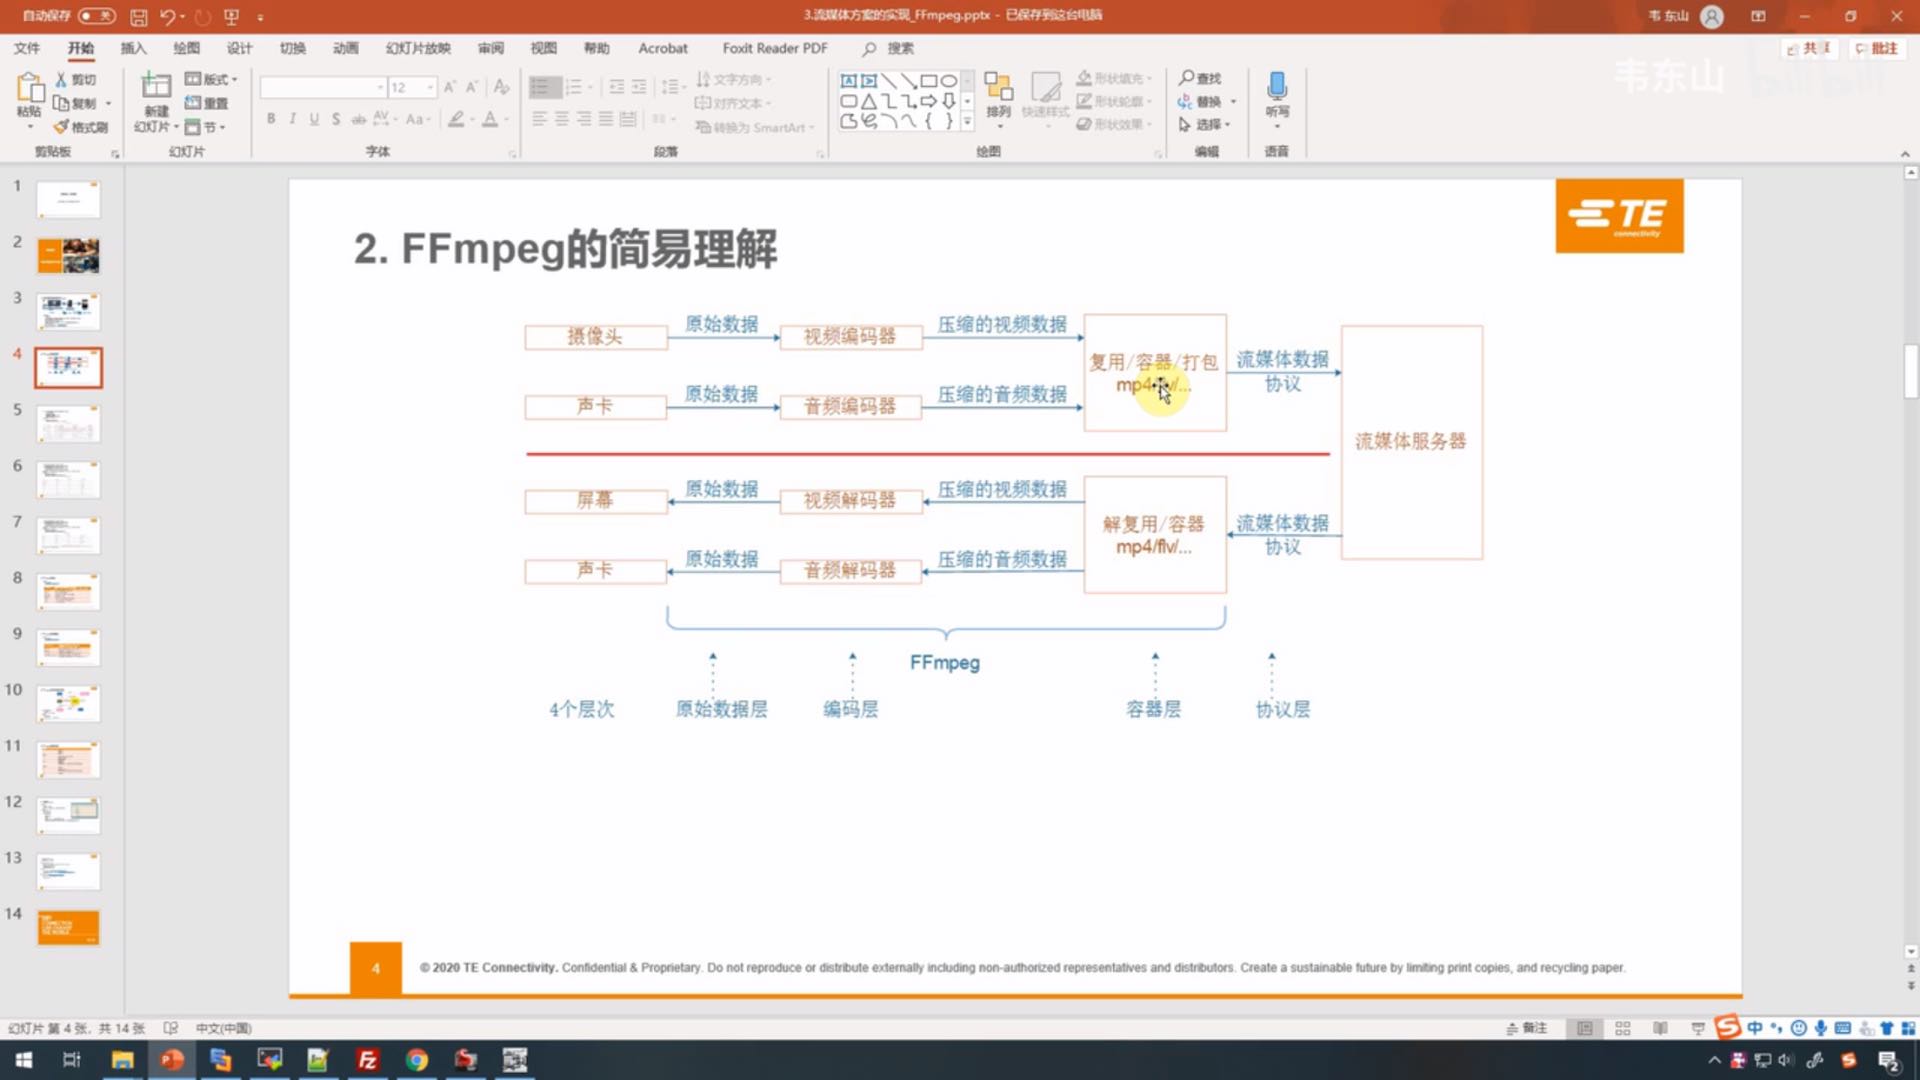 自动保存 关
3.流媒体方案的实现_FFmpeg.pptx - 已保存到这台电脑
韦 东山
文件 开始 插入 绘图 设计 切换 动画 幻灯片放映 审阅 视图 帮助 Acrobat Foxit Reader PDF 搜索
共享 批注
韦东山 bilibili
粘贴 剪切 复制 格式刷
剪贴板
新建 幻灯片 版式 重置 节
幻灯片
12
B I U S ab AV Aa A
字体
文字方向
对齐文本
转换为 SmartArt
段落
排列 快速样式
形状填充
形状轮廓
形状效果
绘图
查找
替换
选择
编辑
听写
语音
1
2
3
4
5
6
7
8
9
10
11
12
13
14
TE
connectivity
2. FFmpeg的简易理解
摄像头 原始数据 视频编码器 压缩的视频数据
声卡 原始数据 音频编码器 压缩的音频数据
复用/容器/打包
流媒体数据
协议
流媒体服务器
屏幕 原始数据 视频解码器 压缩的视频数据
声卡 原始数据 音频解码器 压缩的音频数据
解复用/容器
mp4/flv/...
流媒体数据
协议
FFmpeg
4个层次 原始数据层 编码层 容器层 协议层
4
© 2020 TE Connectivity. Confidential & Proprietary. Do not reproduce or distribute externally including non-authorized representatives and distributors. Create a sustainable future by limiting print copies, and recycling paper.
幻灯片 第 4 张，共 14 张 中文(中国)
备注
中